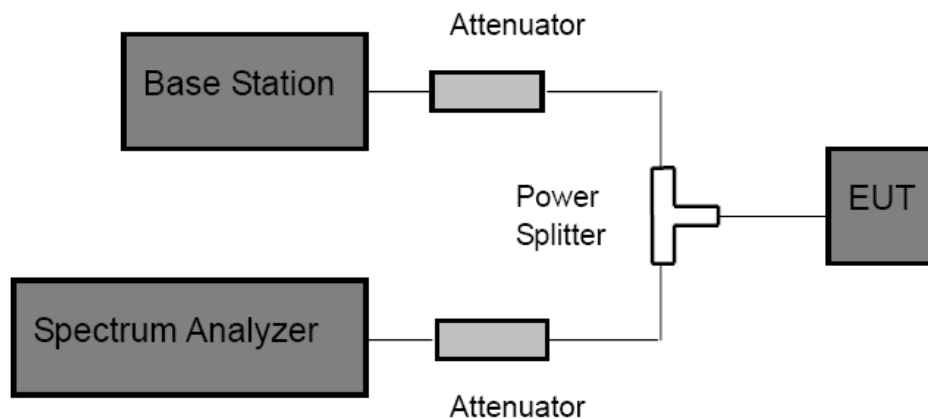 Attenuator
Base Station
Power
Splitter
EUT
Spectrum Analyzer
Attenuator